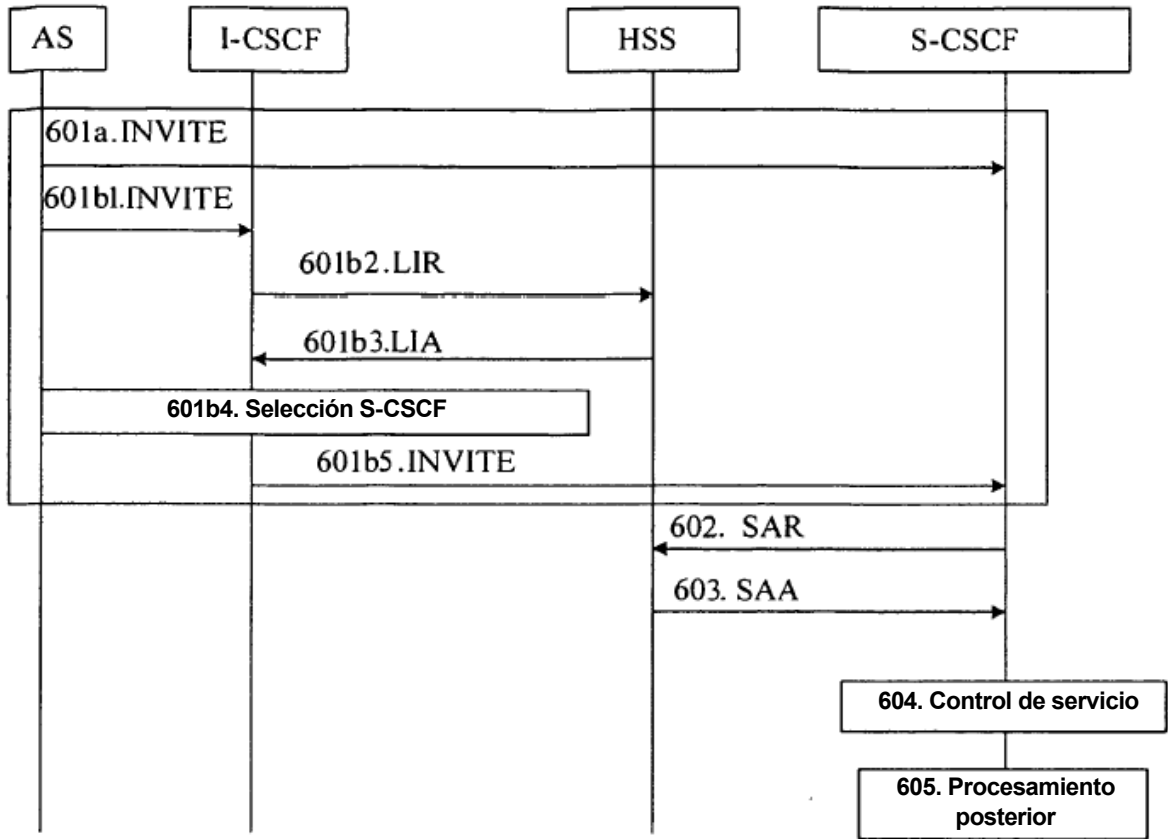 AS
I-CSCF
HSS
S-CSCF
601a.INVITE
601b1.INVITE
601b2.LIR
601b3.LIA
601b4. Selección S-CSCF
601b5.INVITE
602. SAR
603. SAA
604. Control de servicio
605. Procesamiento
posterior